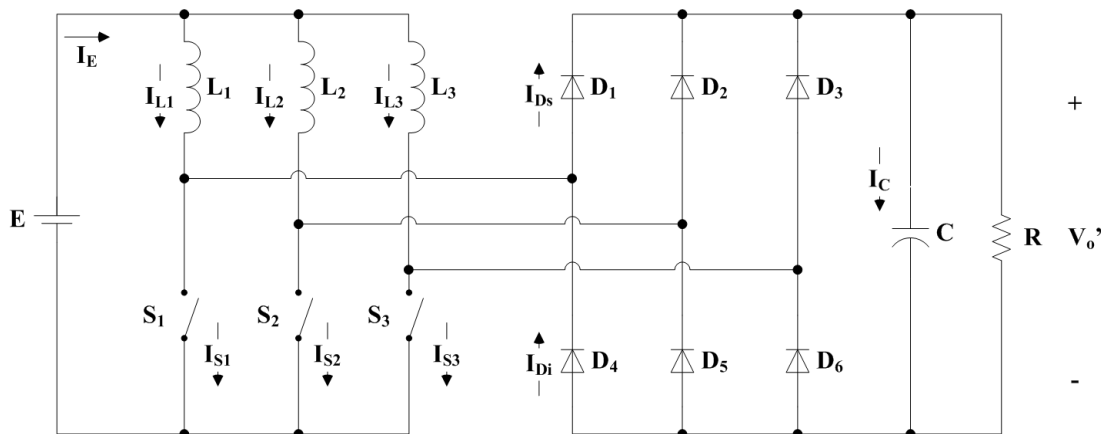 I_E
I_L1
L_1
I_L2
L_2
I_L3
L_3
I_Ds
D_1
D_2
D_3
+
E
I_C
C
R
V_o’
S_1
S_2
S_3
I_S1
I_S2
I_S3
I_Di
D_4
D_5
D_6
-